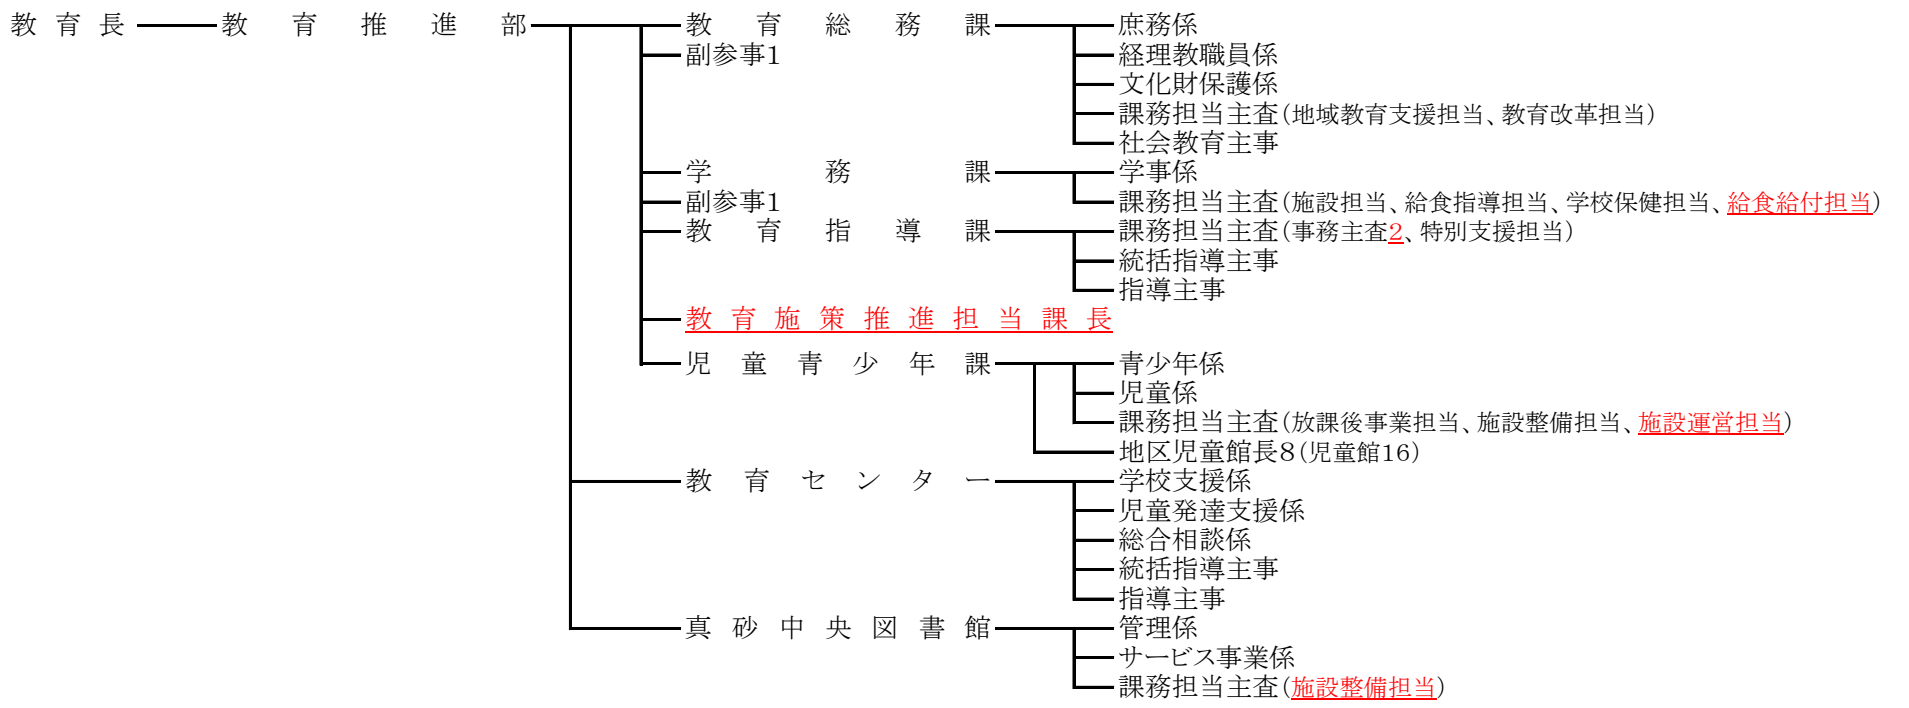 教育長 教育推進部 教育総務課 庶務係
副参事1 経理教職員係
文化財保護係
課務担当主査(地域教育支援担当、教育改革担当)
社会教育主事
学務課 学事係
副参事1 課務担当主査(施設担当、給食指導担当、学校保健担当、給食給付担当)
教育指導課 課務担当主査(事務主査2、特別支援担当)
統括指導主事
指導主事
教育施策推進担当課長
児童青少年課 青少年係
児童係
課務担当主査(放課後事業担当、施設整備担当、施設運営担当)
地区児童館長8(児童館16)
教育センター 学校支援係
児童発達支援係
総合相談係
統括指導主事
指導主事
真砂中央図書館 管理係
サービス事業係
課務担当主査(施設整備担当)